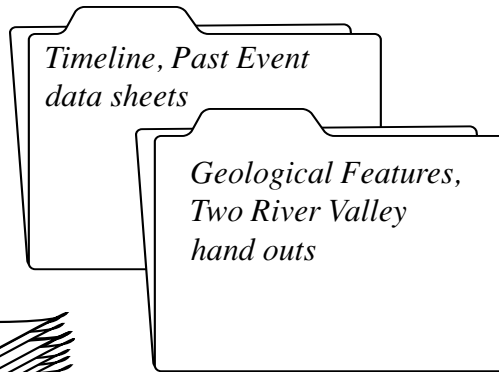 Timeline, Past Event
data sheets
Geological Features,
Two River Valley
hand outs